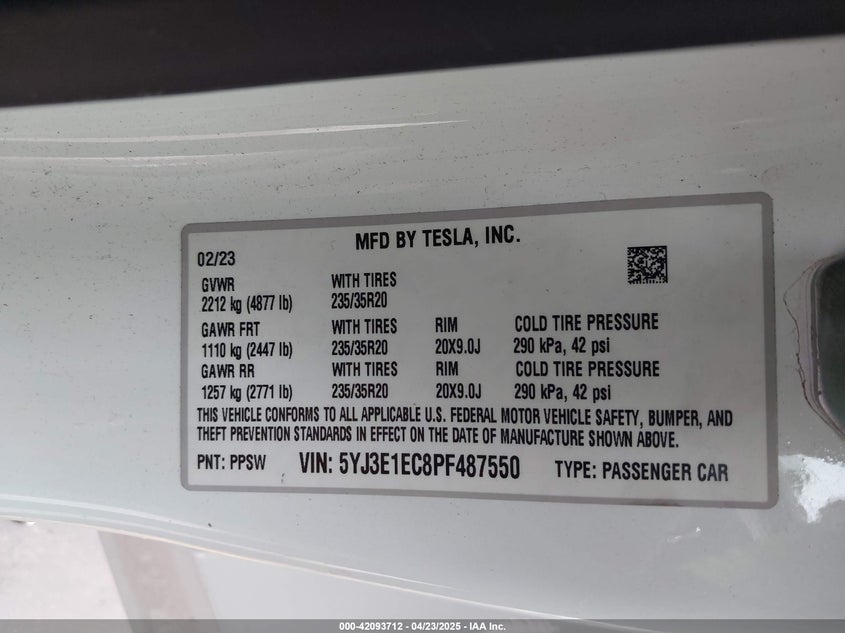 MFD BY TESLA, INC.
02/23
GVWR WITH TIRES
2212 kg (4877 lb) 235/35R20
GAWR FRT WITH TIRES RIM COLD TIRE PRESSURE
1110 kg (2447 lb) 235/35R20 20X9.0J 290 kPa, 42 psi
GAWR RR WITH TIRES RIM COLD TIRE PRESSURE
1257 kg (2771 lb) 235/35R20 20X9.0J 290 kPa, 42 psi
THIS VEHICLE CONFORMS TO ALL APPLICABLE U.S. FEDERAL MOTOR VEHICLE SAFETY, BUMPER, AND
THEFT PREVENTION STANDARDS IN EFFECT ON THE DATE OF MANUFACTURE SHOWN ABOVE.
PNT: PPSW VIN: 5YJ3E1EC8PF487550 TYPE: PASSENGER CAR
000-42093712 - 04/23/2025 - IAA Inc.